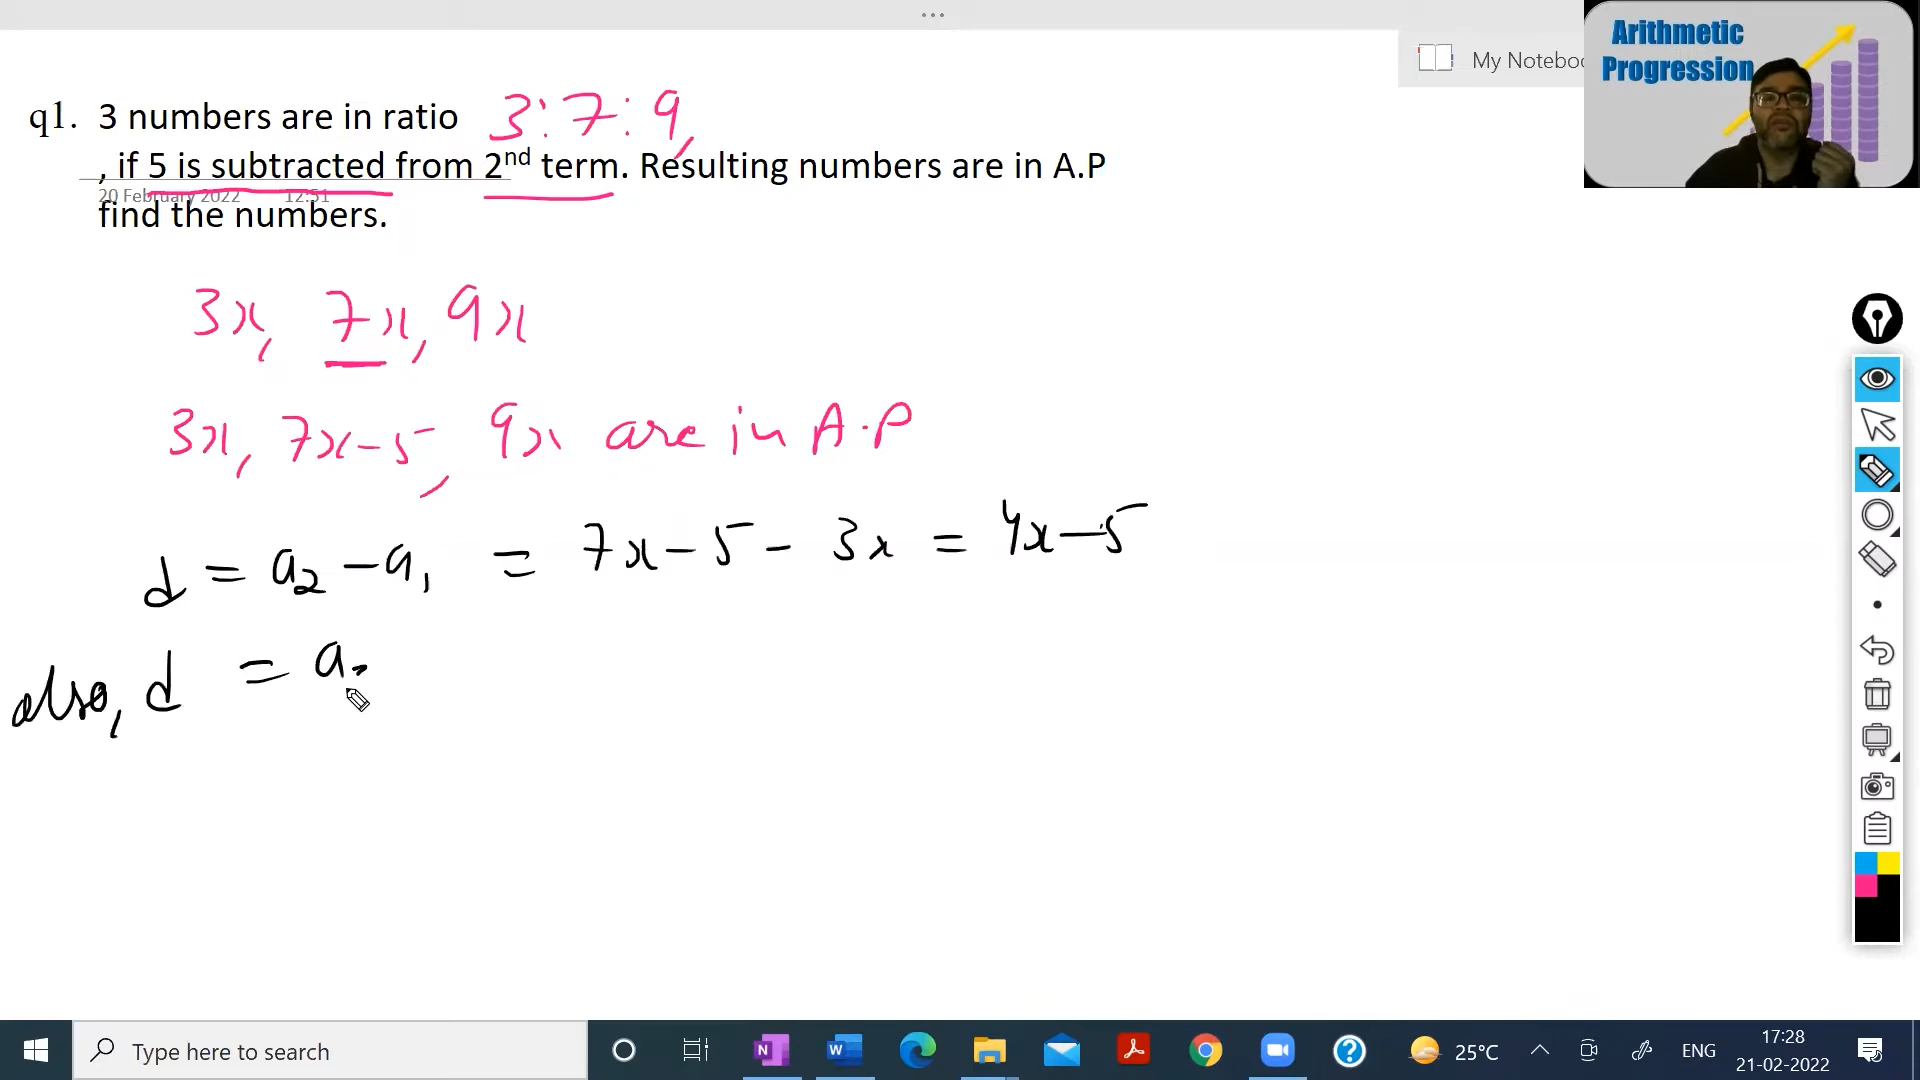 ...
My Noteboo
Arithmetic
Progression
q1. 3 numbers are in ratio 3:7:9,
, if 5 is subtracted from 2nd term. Resulting numbers are in A.P
20 February 2022 12:51
find the numbers.
3x, 7x, 9x
3x, 7x-5, 9x are in A.P
d = a2 - a1 = 7x - 5 - 3x = 4x - 5
also, d = a
Type here to search
25°C
ENG
17:28
21-02-2022